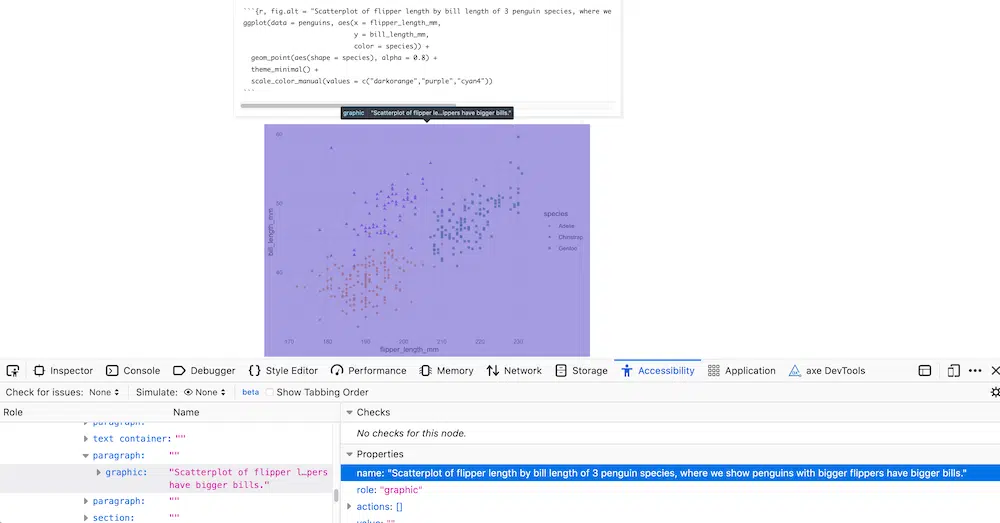 ```{r, fig.alt = "Scatterplot of flipper length by bill length of 3 penguin species, where we
ggplot(data = penguins, aes(x = flipper_length_mm,
y = bill_length_mm,
color = species)) +
geom_point(aes(shape = species), alpha = 0.8) +
theme_minimal() +
scale_color_manual(values = c("darkorange","purple","cyan4"))
```
graphic "Scatterplot of flipper le…ippers have bigger bills."
60
50
40
bill_length_mm
species
Adelie
Chinstrap
Gentoo
170 180 190 200 210 220 230
flipper_length_mm
Inspector Console Debugger Style Editor Performance Memory Network Storage Accessibility Application axe DevTools
Check for issues: None Simulate: None beta Show Tabbing Order
Role Name
Checks
paragraph: ""
No checks for this node.
text container: ""
paragraph: ""
Properties
graphic: "Scatterplot of flipper l…pers
have bigger bills."
name: "Scatterplot of flipper length by bill length of 3 penguin species, where we show penguins with bigger flippers have bigger bills."
role: "graphic"
paragraph: ""
actions: []
section: ""
value: ""